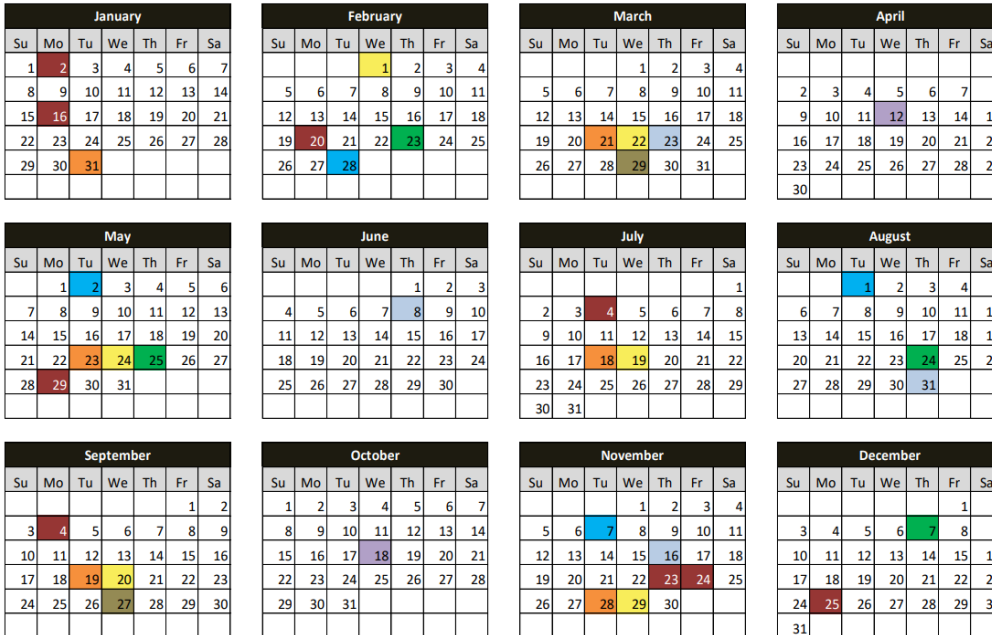 January
Su Mo Tu We Th Fr Sa
1 2 3 4 5 6 7
8 9 10 11 12 13 14
15 16 17 18 19 20 21
22 23 24 25 26 27 28
29 30 31
February
Su Mo Tu We Th Fr Sa
1 2 3 4
5 6 7 8 9 10 11
12 13 14 15 16 17 18
19 20 21 22 23 24 25
26 27 28
March
Su Mo Tu We Th Fr Sa
1 2 3 4
5 6 7 8 9 10 11
12 13 14 15 16 17 18
19 20 21 22 23 24 25
26 27 28 29 30 31
April
Su Mo Tu We Th Fr Sa
2 3 4 5 6 7
9 10 11 12 13 14
16 17 18 19 20 21
23 24 25 26 27 28
30
May
Su Mo Tu We Th Fr Sa
1 2 3 4 5 6
7 8 9 10 11 12 13
14 15 16 17 18 19 20
21 22 23 24 25 26 27
28 29 30 31
June
Su Mo Tu We Th Fr Sa
1 2 3
4 5 6 7 8 9 10
11 12 13 14 15 16 17
18 19 20 21 22 23 24
25 26 27 28 29 30
July
Su Mo Tu We Th Fr Sa
1
2 3 4 5 6 7 8
9 10 11 12 13 14 15
16 17 18 19 20 21 22
23 24 25 26 27 28 29
30 31
August
Su Mo Tu We Th Fr Sa
1 2 3 4
6 7 8 9 10 11
13 14 15 16 17 18
20 21 22 23 24 25
27 28 29 30 31
September
Su Mo Tu We Th Fr Sa
1 2
3 4 5 6 7 8 9
10 11 12 13 14 15 16
17 18 19 20 21 22 23
24 25 26 27 28 29 30
October
Su Mo Tu We Th Fr Sa
1 2 3 4 5 6 7
8 9 10 11 12 13 14
15 16 17 18 19 20 21
22 23 24 25 26 27 28
29 30 31
November
Su Mo Tu We Th Fr Sa
1 2 3 4
5 6 7 8 9 10 11
12 13 14 15 16 17 18
19 20 21 22 23 24 25
26 27 28 29 30
December
Su Mo Tu We Th Fr Sa
1
3 4 5 6 7 8
10 11 12 13 14 15
17 18 19 20 21 22
24 25 26 27 28 29
31